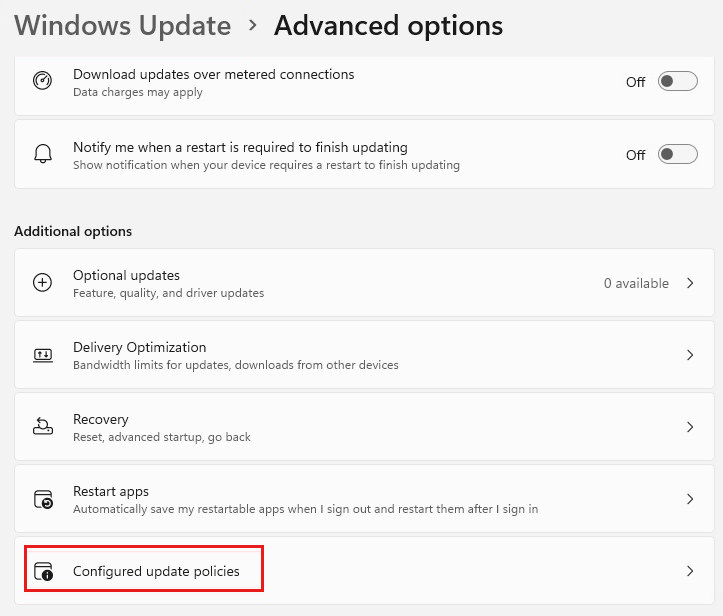 Windows Update > Advanced options
Download updates over metered connections
Data charges may apply
Off
Notify me when a restart is required to finish updating
Show notification when your device requires a restart to finish updating
Off
Additional options
Optional updates
Feature, quality, and driver updates
0 available
Delivery Optimization
Bandwidth limits for updates, downloads from other devices
Recovery
Reset, advanced startup, go back
Restart apps
Automatically save my restartable apps when I sign out and restart them after I sign in
Configured update policies